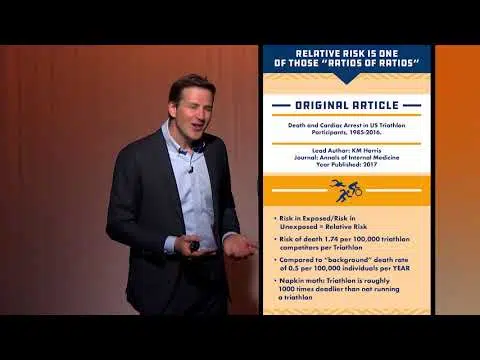 RELATIVE RISK IS ONE
OF THOSE “RATIOS OF RATIOS”
ORIGINAL ARTICLE
Death and Cardiac Arrest in US Triathlon
Participants, 1985-2016.
Lead Author: KM Harris
Journal: Annals of Internal Medicine
Year Published: 2017
• Risk in Exposed/Risk in
Unexposed = Relative Risk
• Risk of death 1.74 per 100,000 triathlon
competitors per Triathlon
• Compared to “background” death rate
of 0.5 per 100,000 individuals per YEAR
• Napkin math: Triathlon is roughly
1000 times deadlier than not running
a triathlon